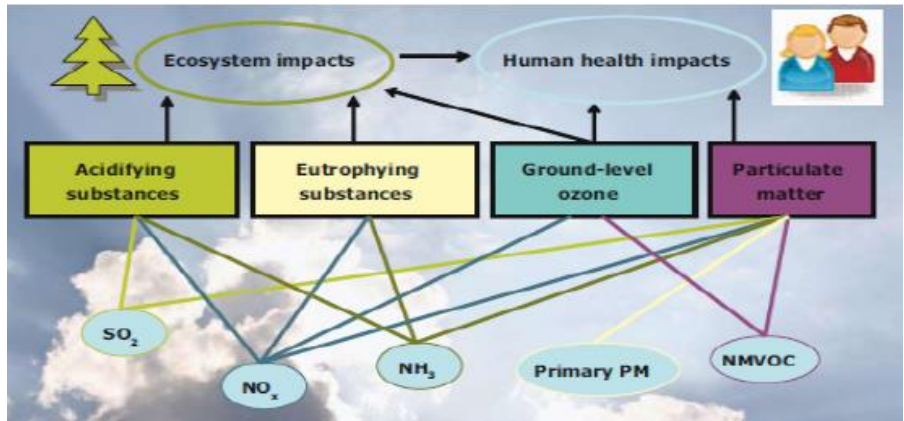 Ecosystem impacts
Human health impacts
Acidifying
substances
Eutrophying
substances
Ground-level
ozone
Particulate
matter
SO₂
NOₓ
NH₃
Primary PM
NMVOC